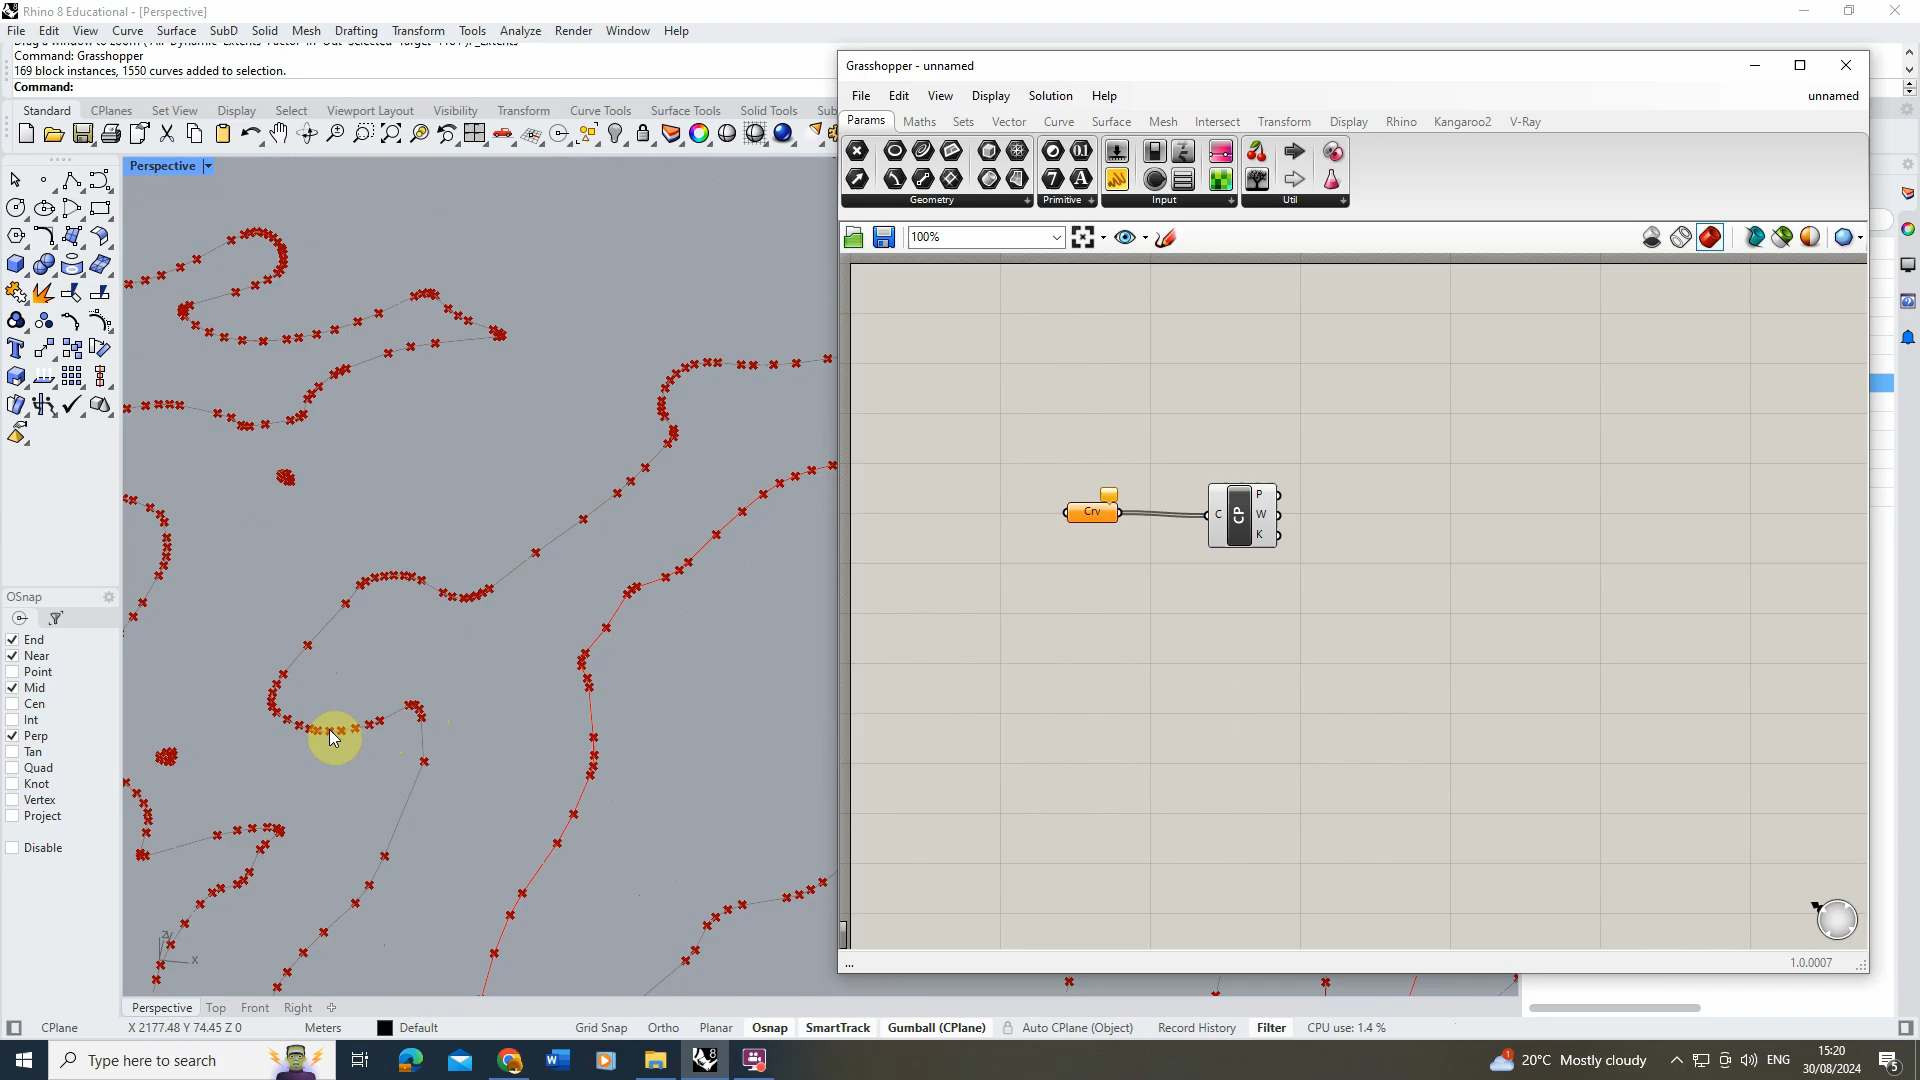 Rhino 8 Educational - [Perspective]
File Edit View Curve Surface SubD Solid Mesh Drafting Transform Tools Analyze Render Window Help
Command: Grasshopper
169 block instances, 1550 curves added to selection.
Command:
Standard CPlanes Set View Display Select Viewport Layout Visibility Transform Curve Tools Surface Tools Solid Tools Sub
Perspective
OSnap
End
Near
Point
Mid
Cen
Int
Perp
Tan
Quad
Knot
Vertex
Project
Disable
Grasshopper - unnamed
File Edit View Display Solution Help unnamed
Params Maths Sets Vector Curve Surface Mesh Intersect Transform Display Rhino Kangaroo2 V-Ray
Geometry Primitive Input Util
100%
Crv
C CP P W K
... 1.0.0007
x
Perspective Top Front Right
CPlane X 2177.48 Y 74.45 Z 0 Meters Default Grid Snap Ortho Planar Osnap SmartTrack Gumball (CPlane) Auto CPlane (Object) Record History Filter CPU use: 1.4 %
Type here to search 20°C Mostly cloudy ENG 15:20 30/08/2024 5